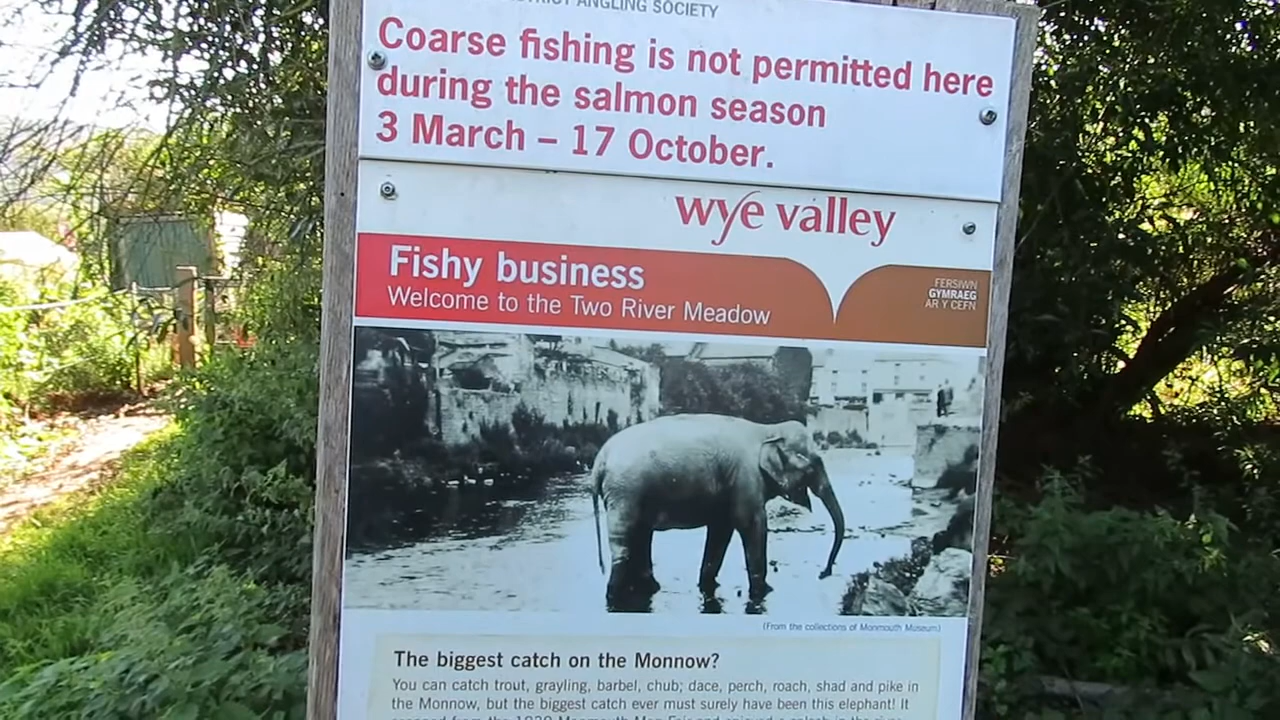 ANGLING SOCIETY
Coarse fishing is not permitted here
during the salmon season
3 March – 17 October.
wye valley
Fishy business
Welcome to the Two River Meadow
FERSIWN
GYMRAEG
AR Y CEFN
(From the collections of Monmouth Museum)
The biggest catch on the Monnow?
You can catch trout, grayling, barbel, chub; dace, perch, roach, shad and pike in
the Monnow, but the biggest catch ever must surely have been this elephant! It